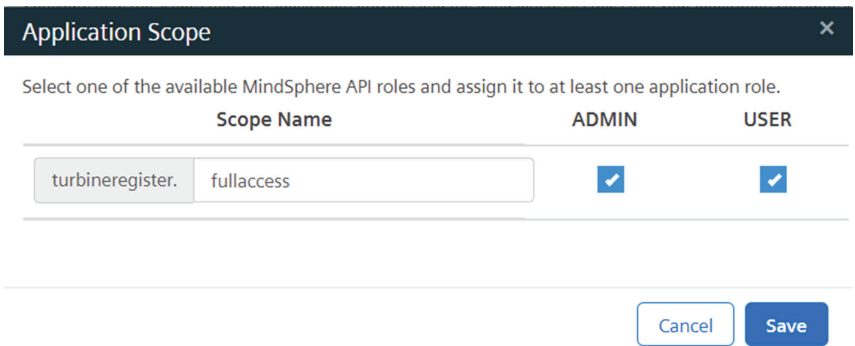 Application Scope
Select one of the available MindSphere API roles and assign it to at least one application role.
Scope Name ADMIN USER
turbineregister. fullaccess
Cancel Save